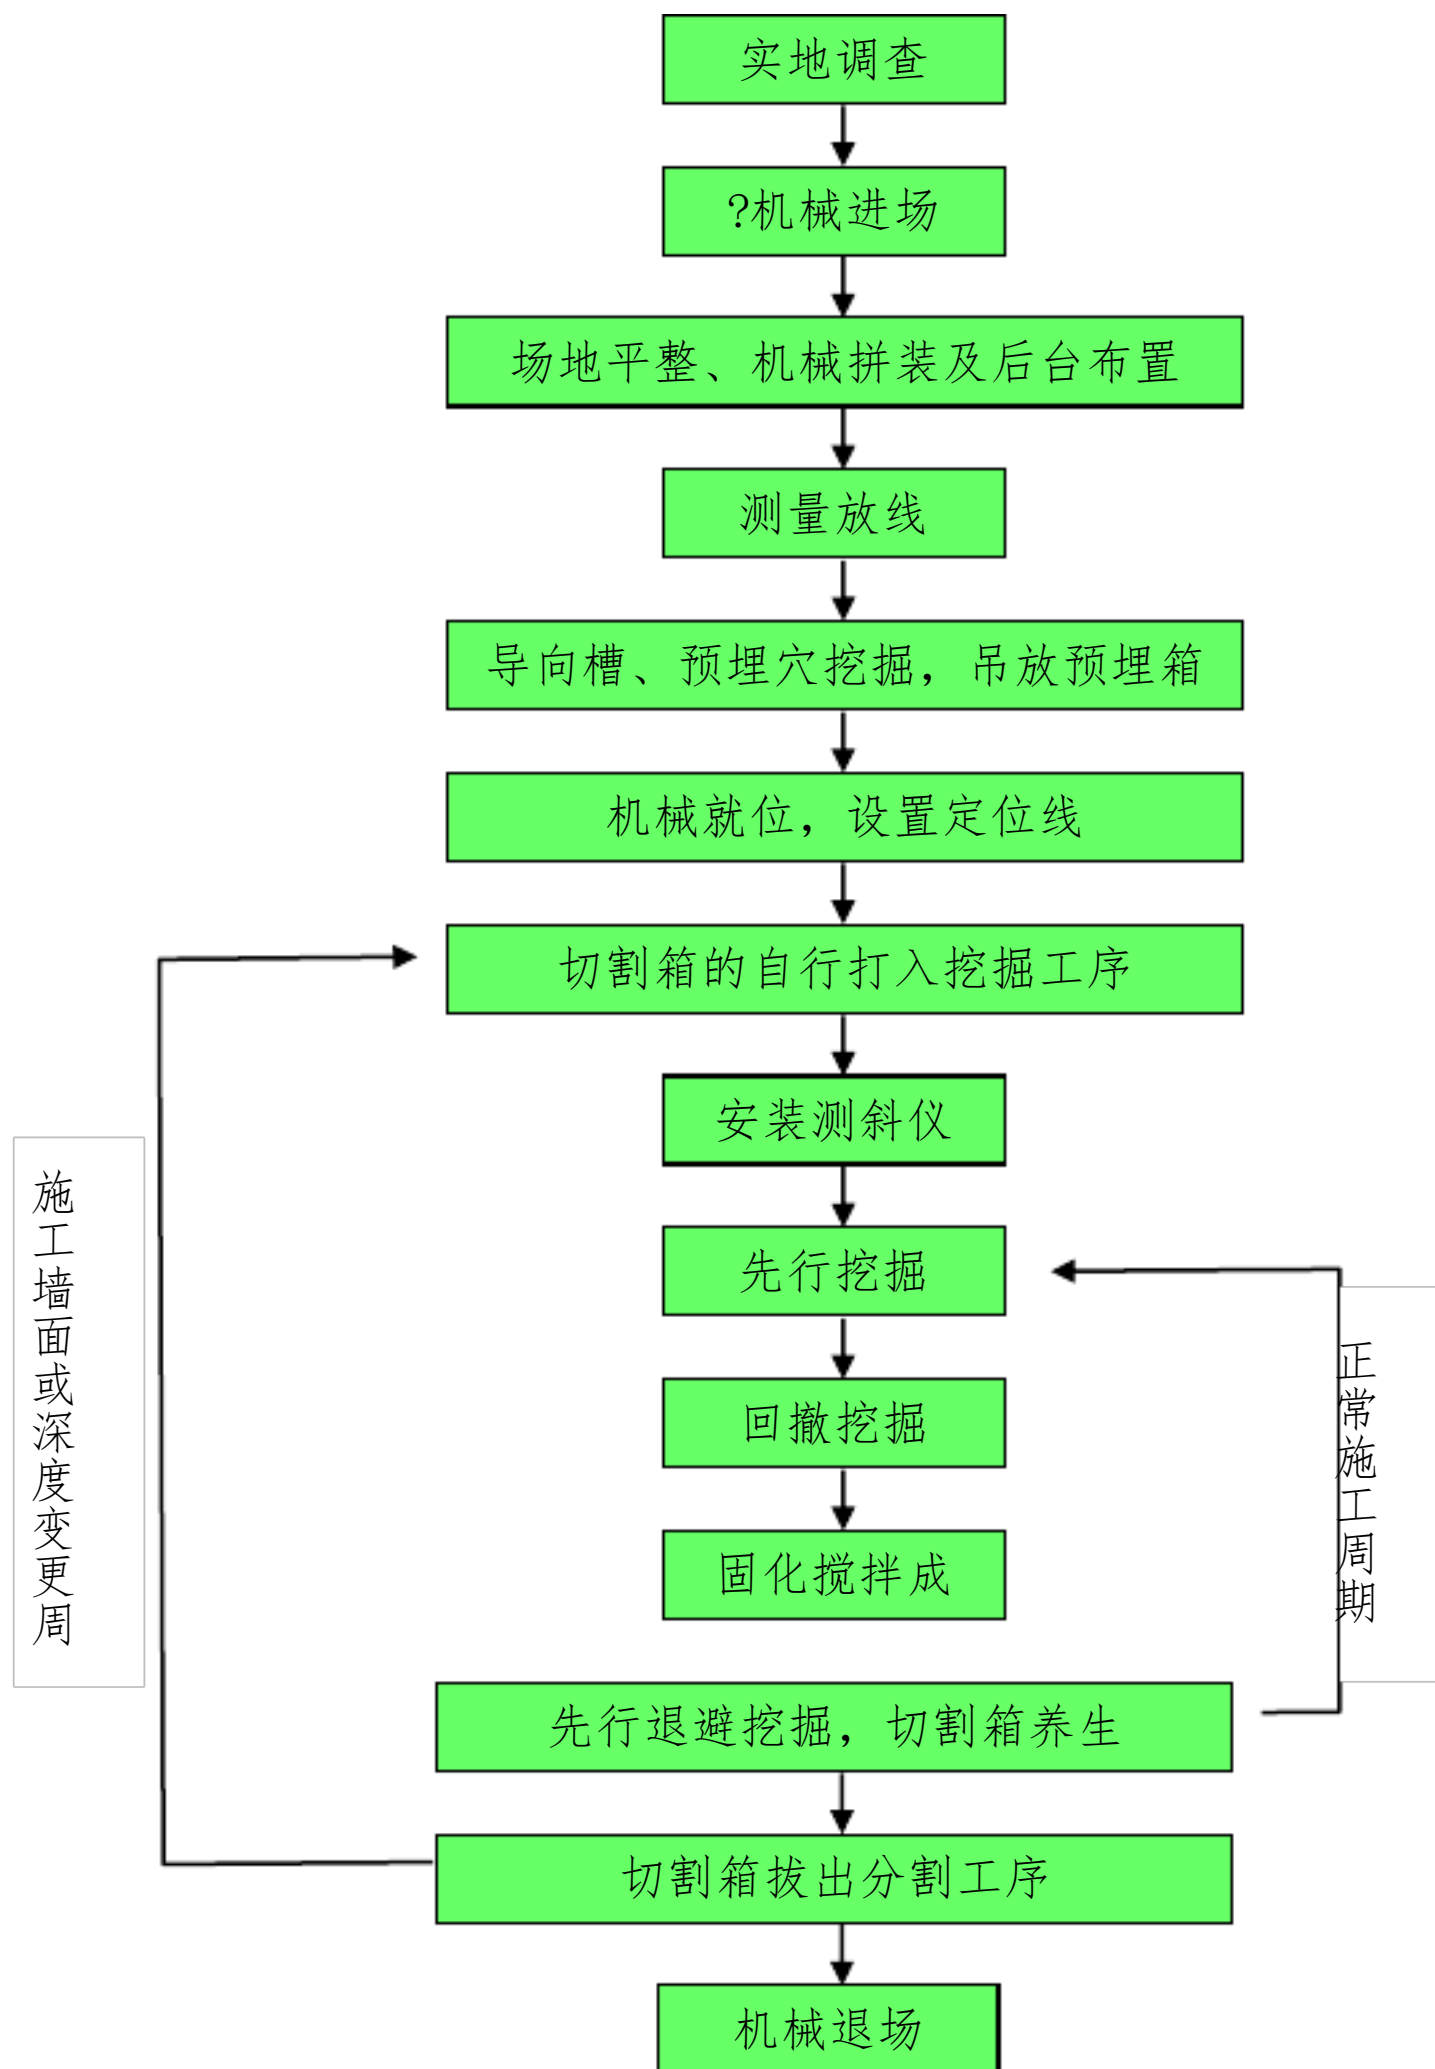 实地调查
?机械进场
场地平整、机械拼装及后台布置
测量放线
导向槽、预埋穴挖掘，吊放预埋箱
机械就位，设置定位线
切割箱的自行打入挖掘工序
安装测斜仪
先行挖掘
回撤挖掘
固化搅拌成
先行退避挖掘，切割箱养生
切割箱拔出分割工序
机械退场
施工墙面或深度变更周
正常施工周期